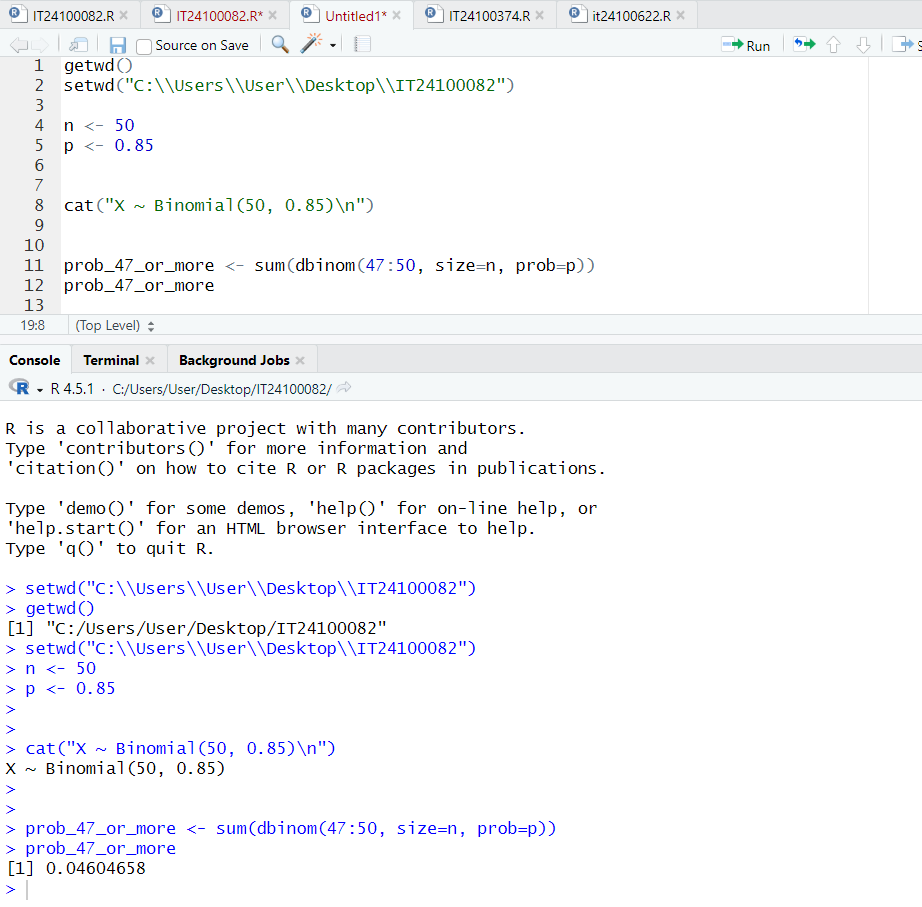 IT24100082.R IT24100082.R* Untitled1* IT24100374.R it24100622.R
Source on Save Run
1 getwd()
2 setwd("C:\\Users\\User\\Desktop\\IT24100082")
3
4 n <- 50
5 p <- 0.85
6
7
8 cat("X ~ Binomial(50, 0.85)\n")
9
10
11 prob_47_or_more <- sum(dbinom(47:50, size=n, prob=p))
12 prob_47_or_more
13
19:8 (Top Level)
Console Terminal Background Jobs
R R 4.5.1 · C:/Users/User/Desktop/IT24100082/
R is a collaborative project with many contributors.
Type 'contributors()' for more information and
'citation()' on how to cite R or R packages in publications.
Type 'demo()' for some demos, 'help()' for on-line help, or
'help.start()' for an HTML browser interface to help.
Type 'q()' to quit R.
> setwd("C:\\Users\\User\\Desktop\\IT24100082")
> getwd()
[1] "C:/Users/User/Desktop/IT24100082"
> setwd("C:\\Users\\User\\Desktop\\IT24100082")
> n <- 50
> p <- 0.85
>
>
> cat("X ~ Binomial(50, 0.85)\n")
X ~ Binomial(50, 0.85)
>
>
> prob_47_or_more <- sum(dbinom(47:50, size=n, prob=p))
> prob_47_or_more
[1] 0.04604658
>